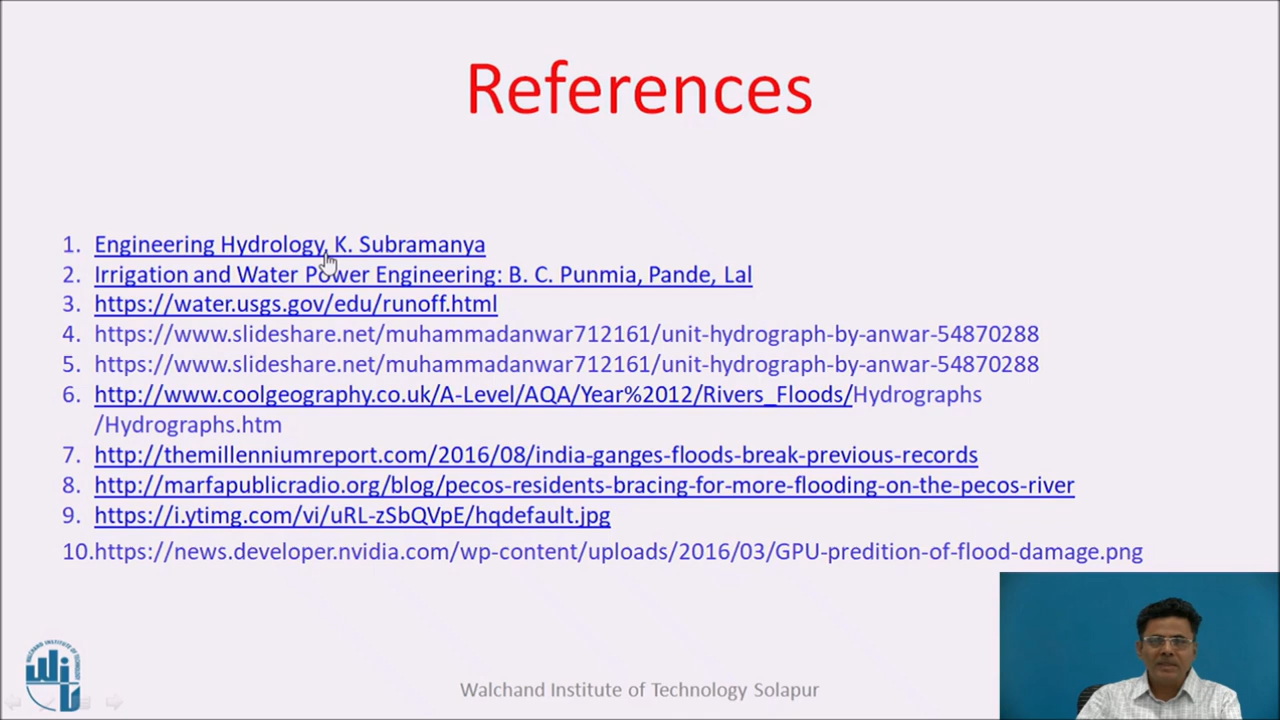 References
1. Engineering Hydrology, K. Subramanya
2. Irrigation and Water Power Engineering: B. C. Punmia, Pande, Lal
3. https://water.usgs.gov/edu/runoff.html
4. https://www.slideshare.net/muhammadanwar712161/unit-hydrograph-by-anwar-54870288
5. https://www.slideshare.net/muhammadanwar712161/unit-hydrograph-by-anwar-54870288
6. http://www.coolgeography.co.uk/A-Level/AQA/Year%2012/Rivers_Floods/Hydrographs
/Hydrographs.htm
7. http://themillenniumreport.com/2016/08/india-ganges-floods-break-previous-records
8. http://marfapublicradio.org/blog/pecos-residents-bracing-for-more-flooding-on-the-pecos-river
9. https://i.ytimg.com/vi/uRL-zSbQVpE/hqdefault.jpg
10.https://news.developer.nvidia.com/wp-content/uploads/2016/03/GPU-predition-of-flood-damage.png
WALCHAND INSTITUTE OF TECHNOLOGY
WIT
Walchand Institute of Technology Solapur